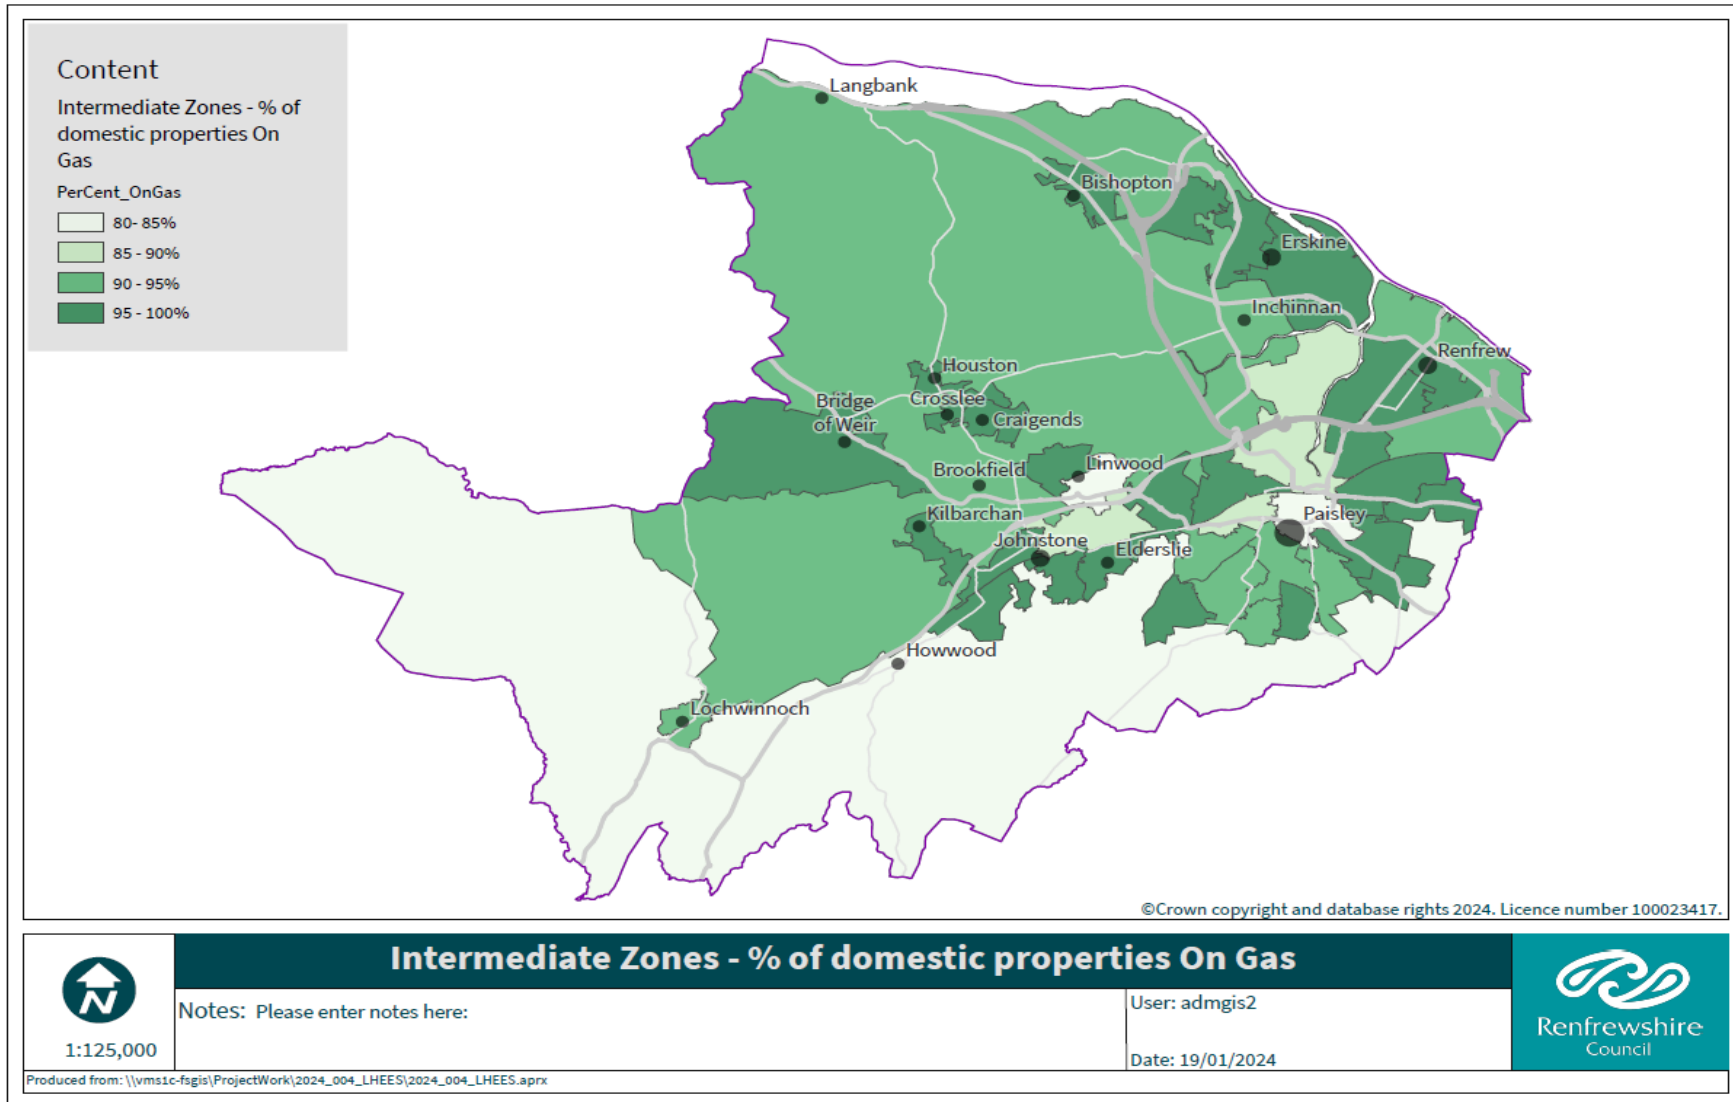 Content
Intermediate Zones - % of
domestic properties On
Gas
PerCent_OnGas
80- 85%
85 - 90%
90 - 95%
95 - 100%
Langbank
Bishopton
Erskine
Inchinnan
Renfrew
Houston
Crosslee
Craigends
Bridge
of Weir
Linwood
Brookfield
Kilbarchan
Johnstone
Elderslie
Paisley
Howwood
Lochwinnoch
©Crown copyright and database rights 2024. Licence number 100023417.
N
1:125,000
Intermediate Zones - % of domestic properties On Gas
Notes: Please enter notes here:
User: admgis2
Date: 19/01/2024
Renfrewshire
Council
Produced from: \\vms1c-fsgis\ProjectWork\2024_004_LHEES\2024_004_LHEES.aprx